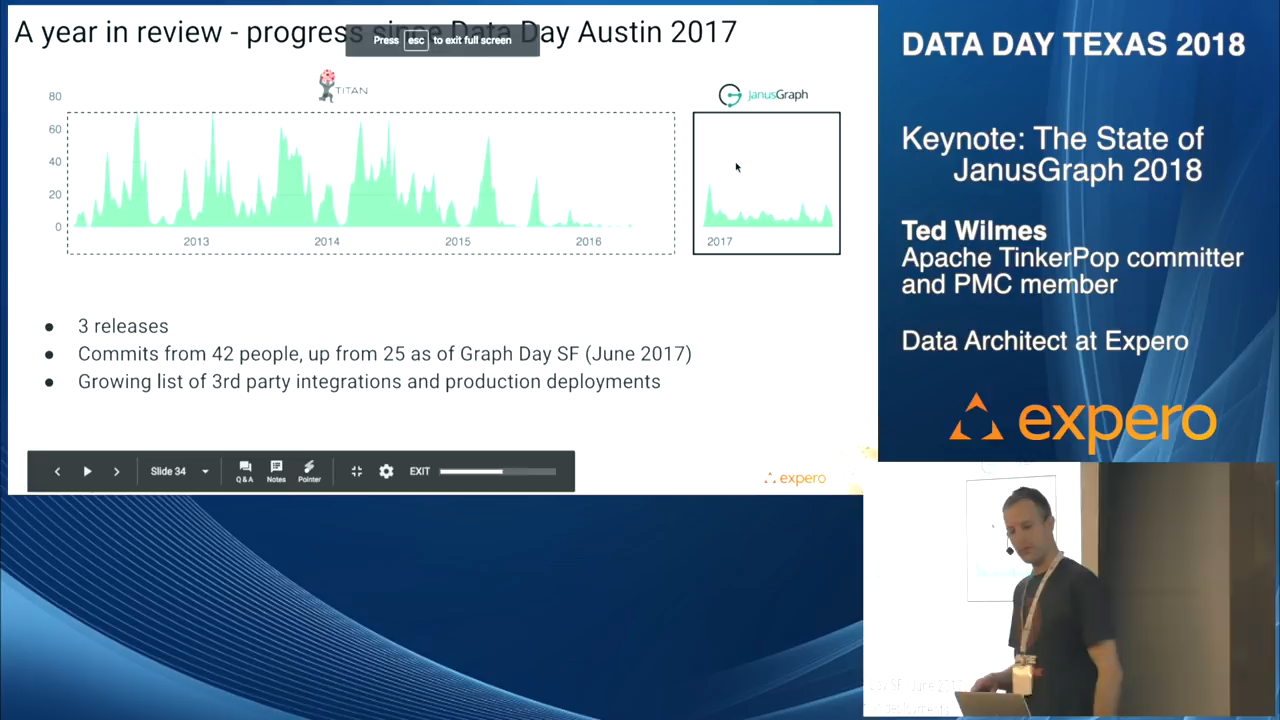 A year in review - progress since Data Day Austin 2017
Press esc to exit full screen
TITAN
JanusGraph
80
60
40
20
0
2013
2014
2015
2016
2017
● 3 releases
● Commits from 42 people, up from 25 as of Graph Day SF (June 2017)
● Growing list of 3rd party integrations and production deployments
Slide 34
Q & A
Notes
Pointer
EXIT
expero
DATA DAY TEXAS 2018
Keynote: The State of
JanusGraph 2018
Ted Wilmes
Apache TinkerPop committer
and PMC member
Data Architect at Expero
expero